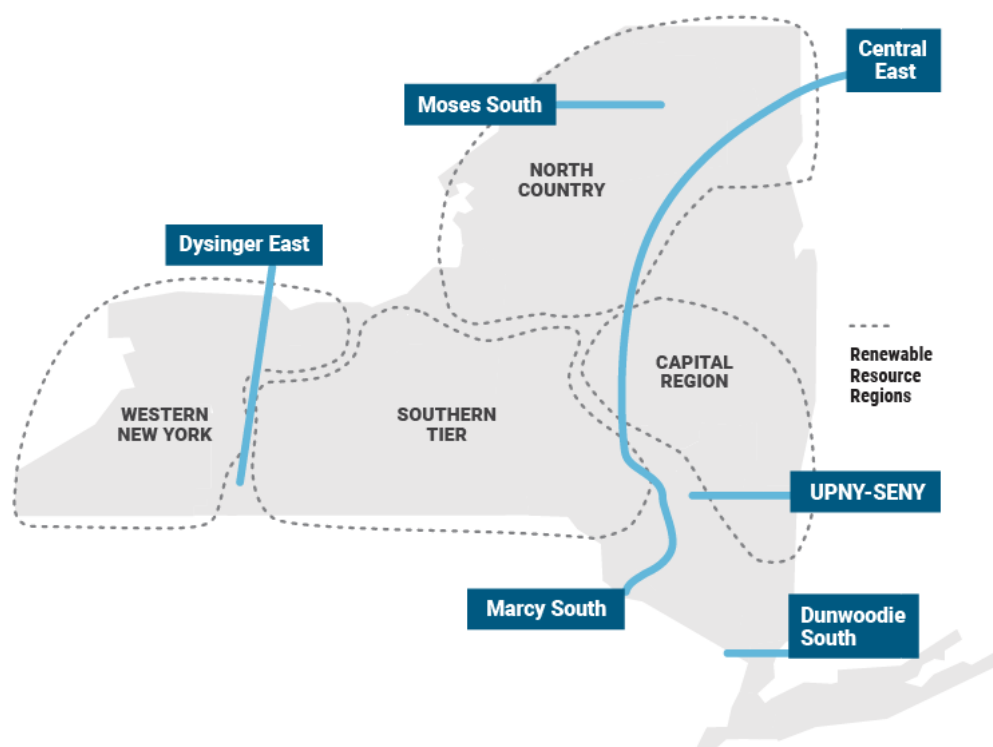 Central
East
Moses South
NORTH
COUNTRY
Dysinger East
CAPITAL
REGION
Renewable
Resource
Regions
WESTERN
NEW YORK
SOUTHERN
TIER
UPNY-SENY
Marcy South
Dunwoodie
South